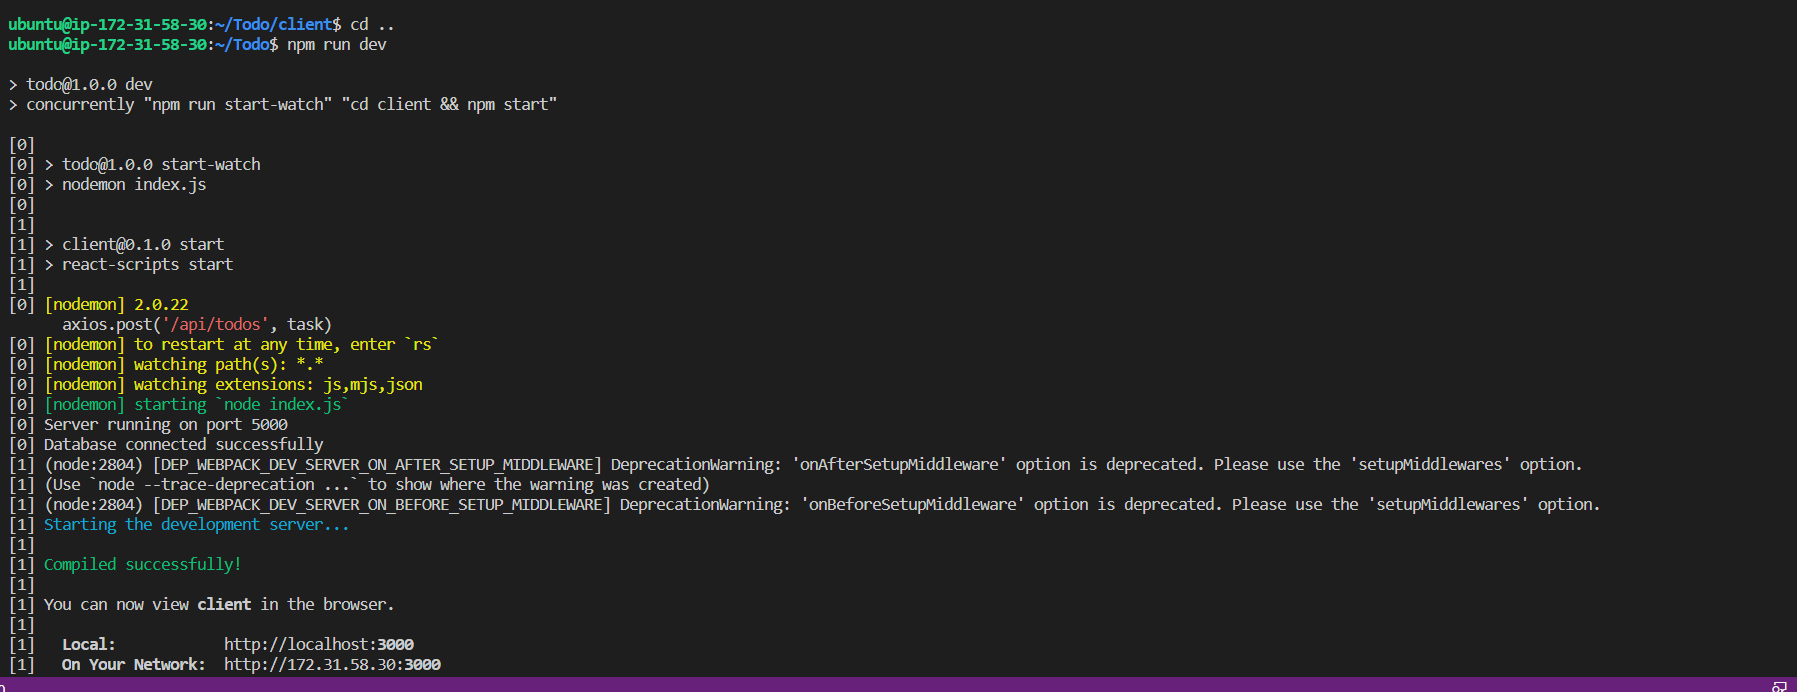 ubuntu@ip-172-31-58-30:~/Todo/client$ cd ..
ubuntu@ip-172-31-58-30:~/Todo$ npm run dev
> todo@1.0.0 dev
> concurrently "npm run start-watch" "cd client && npm start"
[0]
[0] > todo@1.0.0 start-watch
[0] > nodemon index.js
[0]
[1]
[1] > client@0.1.0 start
[1] > react-scripts start
[1]
[0] [nodemon] 2.0.22
axios.post('/api/todos', task)
[0] [nodemon] to restart at any time, enter `rs`
[0] [nodemon] watching path(s): *.*
[0] [nodemon] watching extensions: js,mjs,json
[0] [nodemon] starting `node index.js`
[0] Server running on port 5000
[0] Database connected successfully
[1] (node:2804) [DEP_WEBPACK_DEV_SERVER_ON_AFTER_SETUP_MIDDLEWARE] DeprecationWarning: 'onAfterSetupMiddleware' option is deprecated. Please use the 'setupMiddlewares' option.
[1] (Use `node --trace-deprecation ...` to show where the warning was created)
[1] (node:2804) [DEP_WEBPACK_DEV_SERVER_ON_BEFORE_SETUP_MIDDLEWARE] DeprecationWarning: 'onBeforeSetupMiddleware' option is deprecated. Please use the 'setupMiddlewares' option.
[1] Starting the development server...
[1]
[1] Compiled successfully!
[1]
[1] You can now view client in the browser.
[1]
[1] Local: http://localhost:3000
[1] On Your Network: http://172.31.58.30:3000